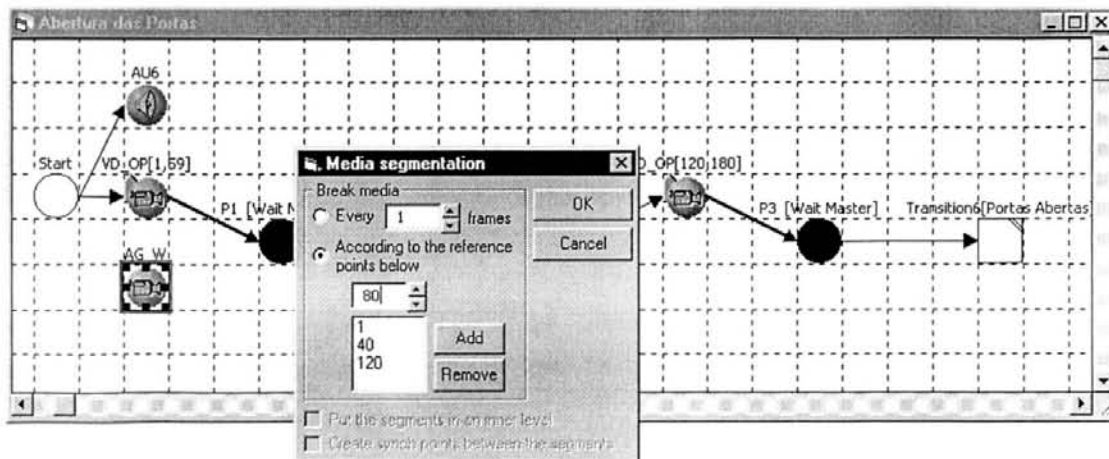 Abertura das Portas
AU6
Start
VD_OP[1,59]
P1 [Wait M
AG_W
Media segmentation
Break media
Every 1 frames
According to the reference
points below
80
1
40
120
Add
Remove
OK
Cancel
Put the segments in an inner level
Create synch points between the segments
D_OP[120,180]
P3 [Wait Master]
Transition6[Portas Abertas